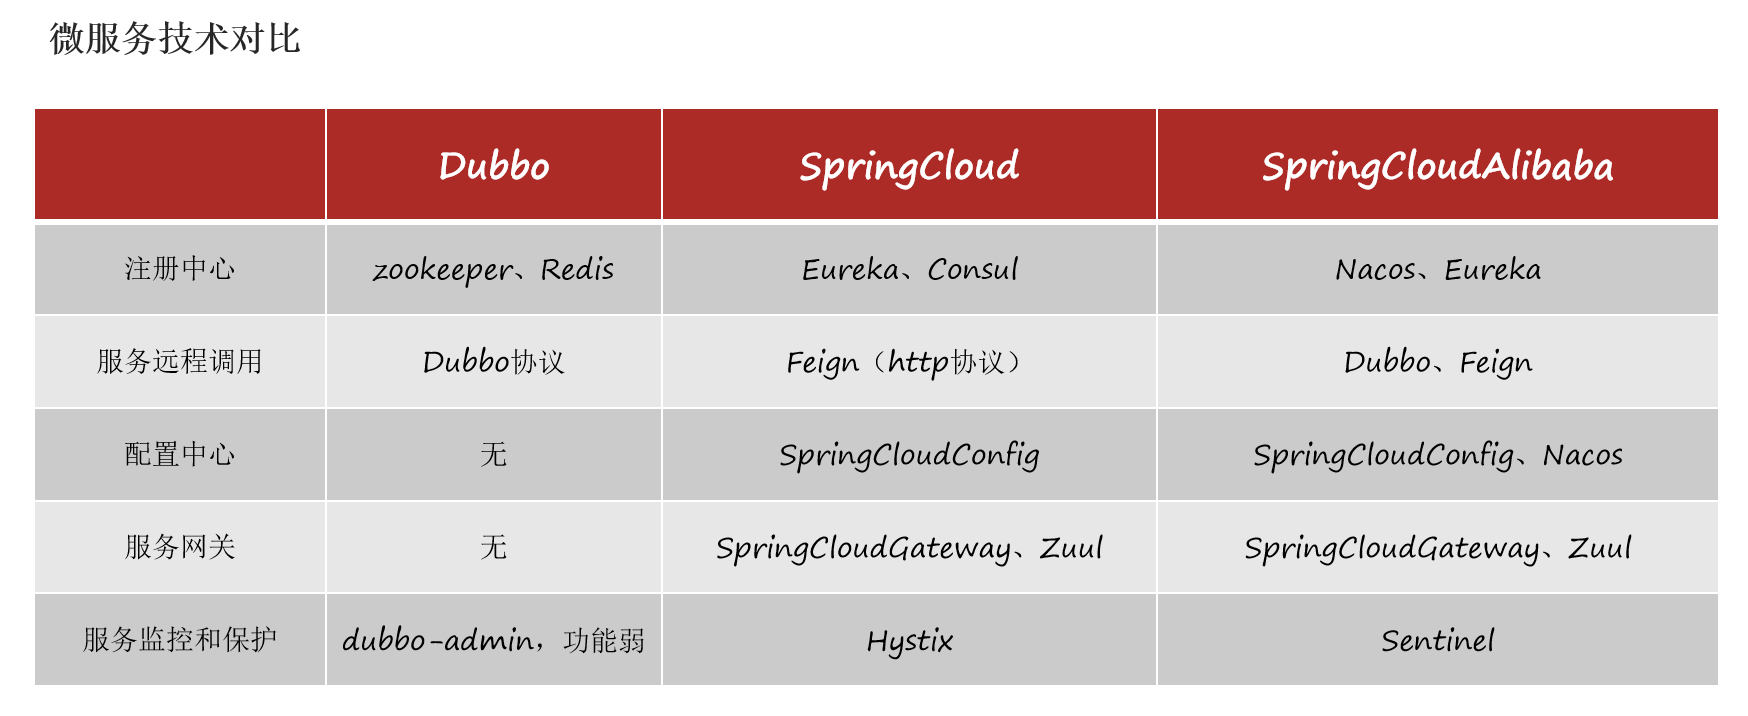 微服务技术对比
Dubbo SpringCloud SpringCloudAlibaba
注册中心 zookeeper、Redis Eureka、Consul Nacos、Eureka
服务远程调用 Dubbo协议 Feign（http协议） Dubbo、Feign
配置中心 无 SpringCloudConfig SpringCloudConfig、Nacos
服务网关 无 SpringCloudGateway、Zuul SpringCloudGateway、Zuul
服务监控和保护 dubbo-admin，功能弱 Hystix Sentinel